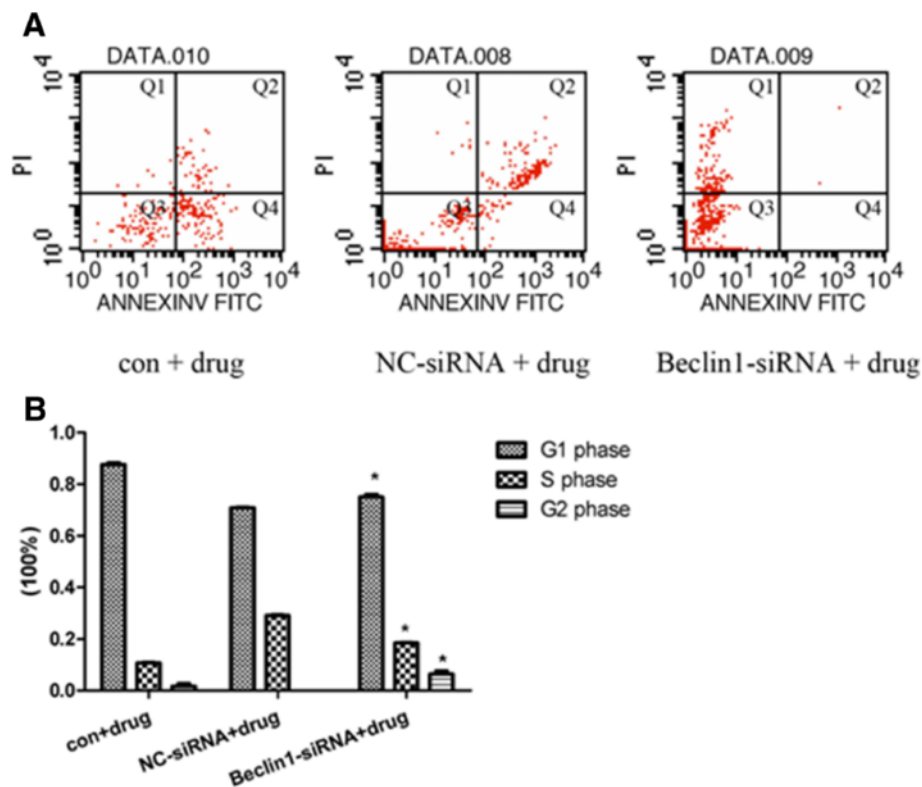 A
DATA.010
DATA.008
DATA.009
10^4
Q1
Q2
10^4
Q1
Q2
10^4
Q1
Q2
PI
PI
PI
Q3
Q4
Q4
Q3
Q4
10^0
10^0
10^0
10^0 10^1 10^2 10^3 10^4
10^0 10^1 10^2 10^3 10^4
10^0 10^1 10^2 10^3 10^4
ANNEXINV FITC
ANNEXINV FITC
ANNEXINV FITC
con + drug
NC-siRNA + drug
Beclin1-siRNA + drug
B
1.0
0.8
0.6
0.4
0.2
0.0
(100%)
* * *
G1 phase
S phase
G2 phase
con+drug
NC-siRNA+drug
Beclin1-siRNA+drug